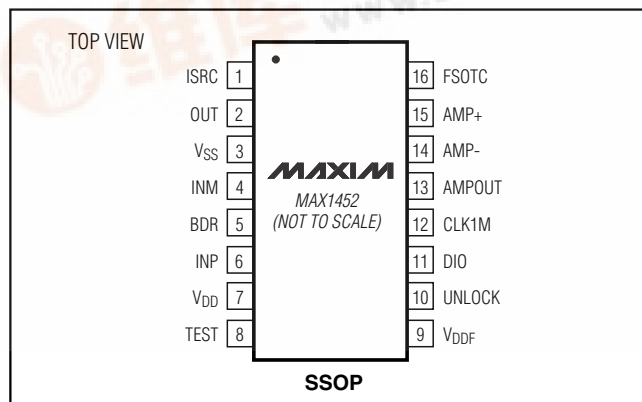 TOP VIEW
ISRC 1
OUT 2
VSS 3
INM 4
BDR 5
INP 6
VDD 7
TEST 8
MAXIM
MAX1452
(NOT TO SCALE)
16 FSOTC
15 AMP+
14 AMP-
13 AMPOUT
12 CLK1M
11 DIO
10 UNLOCK
9 VDDF
SSOP